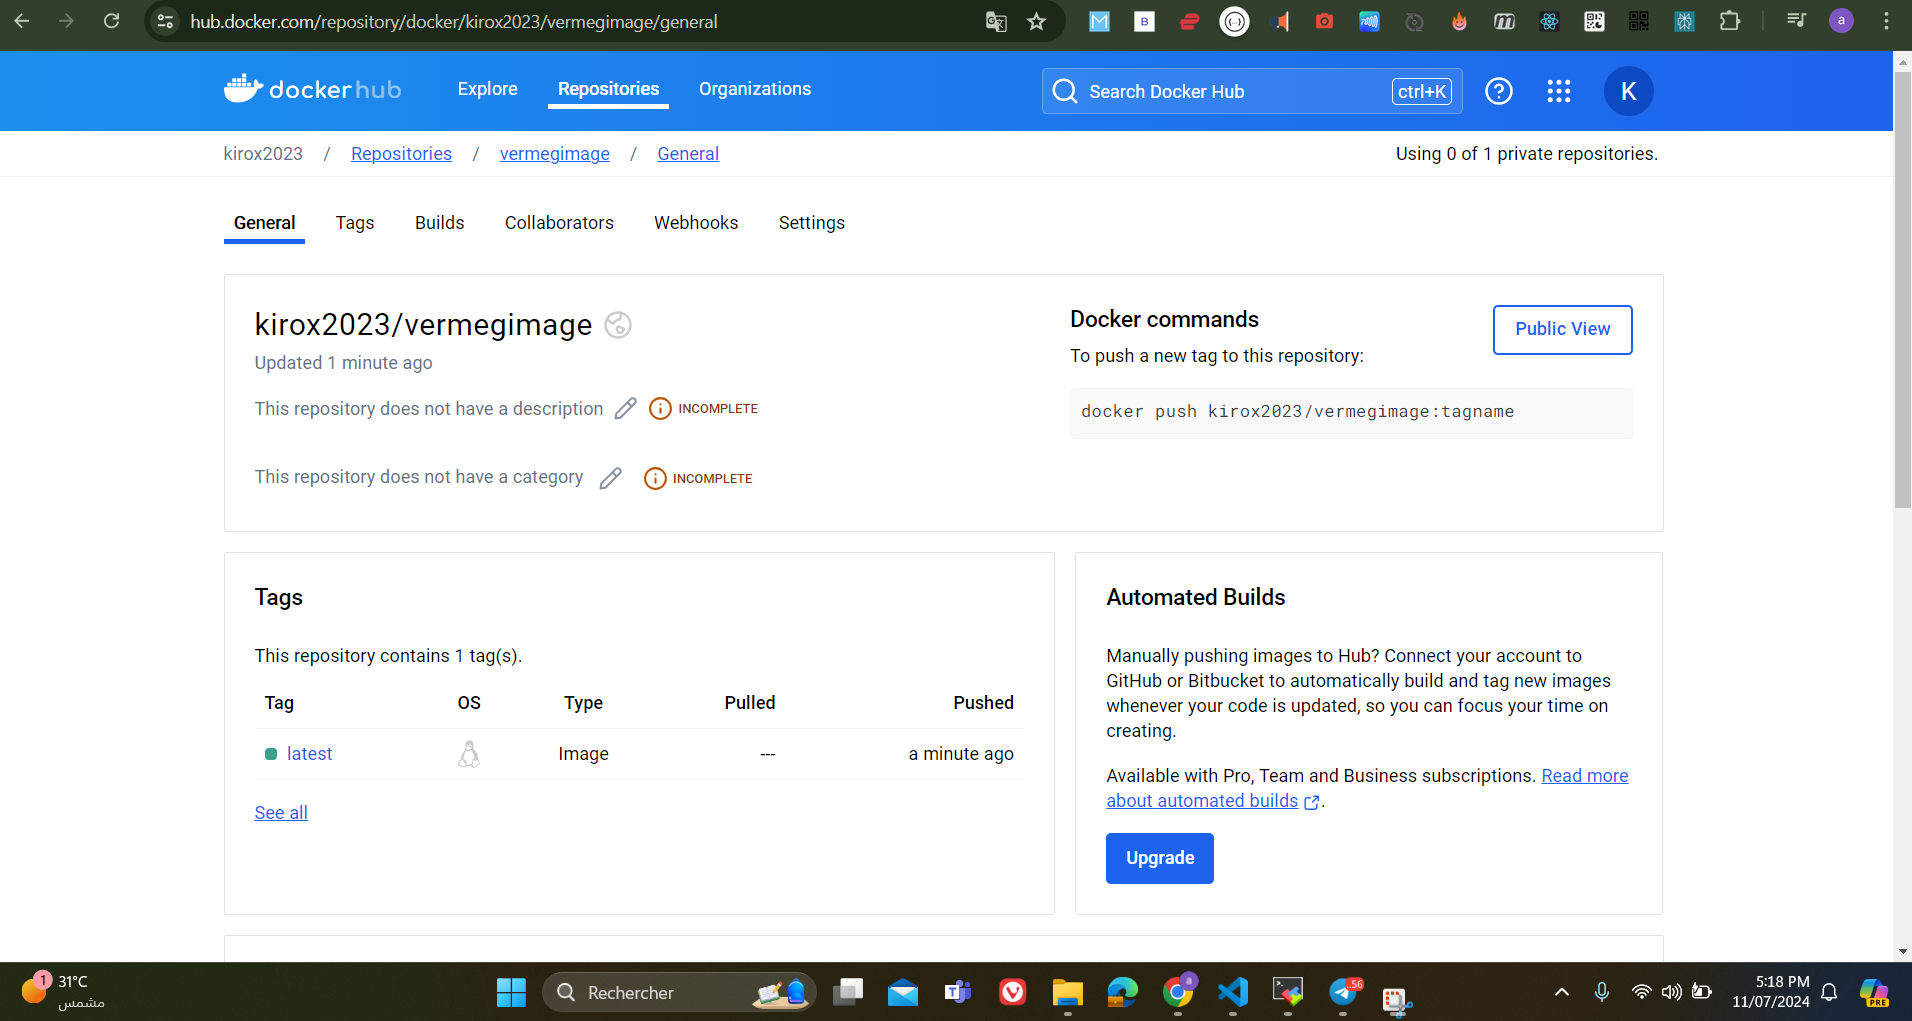 hub.docker.com/repository/docker/kirox2023/vermegimage/general
a
dockerhub
Explore
Repositories
Organizations
Search Docker Hub
ctrl+K
?
K
kirox2023 / Repositories / vermegimage / General
Using 0 of 1 private repositories.
General
Tags
Builds
Collaborators
Webhooks
Settings
kirox2023/vermegimage
Updated 1 minute ago
This repository does not have a description
INCOMPLETE
This repository does not have a category
INCOMPLETE
Docker commands
To push a new tag to this repository:
docker push kirox2023/vermegimage:tagname
Public View
Tags
This repository contains 1 tag(s).
Tag OS Type Pulled Pushed
latest Image --- a minute ago
See all
Automated Builds
Manually pushing images to Hub? Connect your account to
GitHub or Bitbucket to automatically build and tag new images
whenever your code is updated, so you can focus your time on
creating.
Available with Pro, Team and Business subscriptions. Read more
about automated builds .
Upgrade
1
31°C
مشمس
Rechercher
a
56
5:18 PM
11/07/2024
PRE